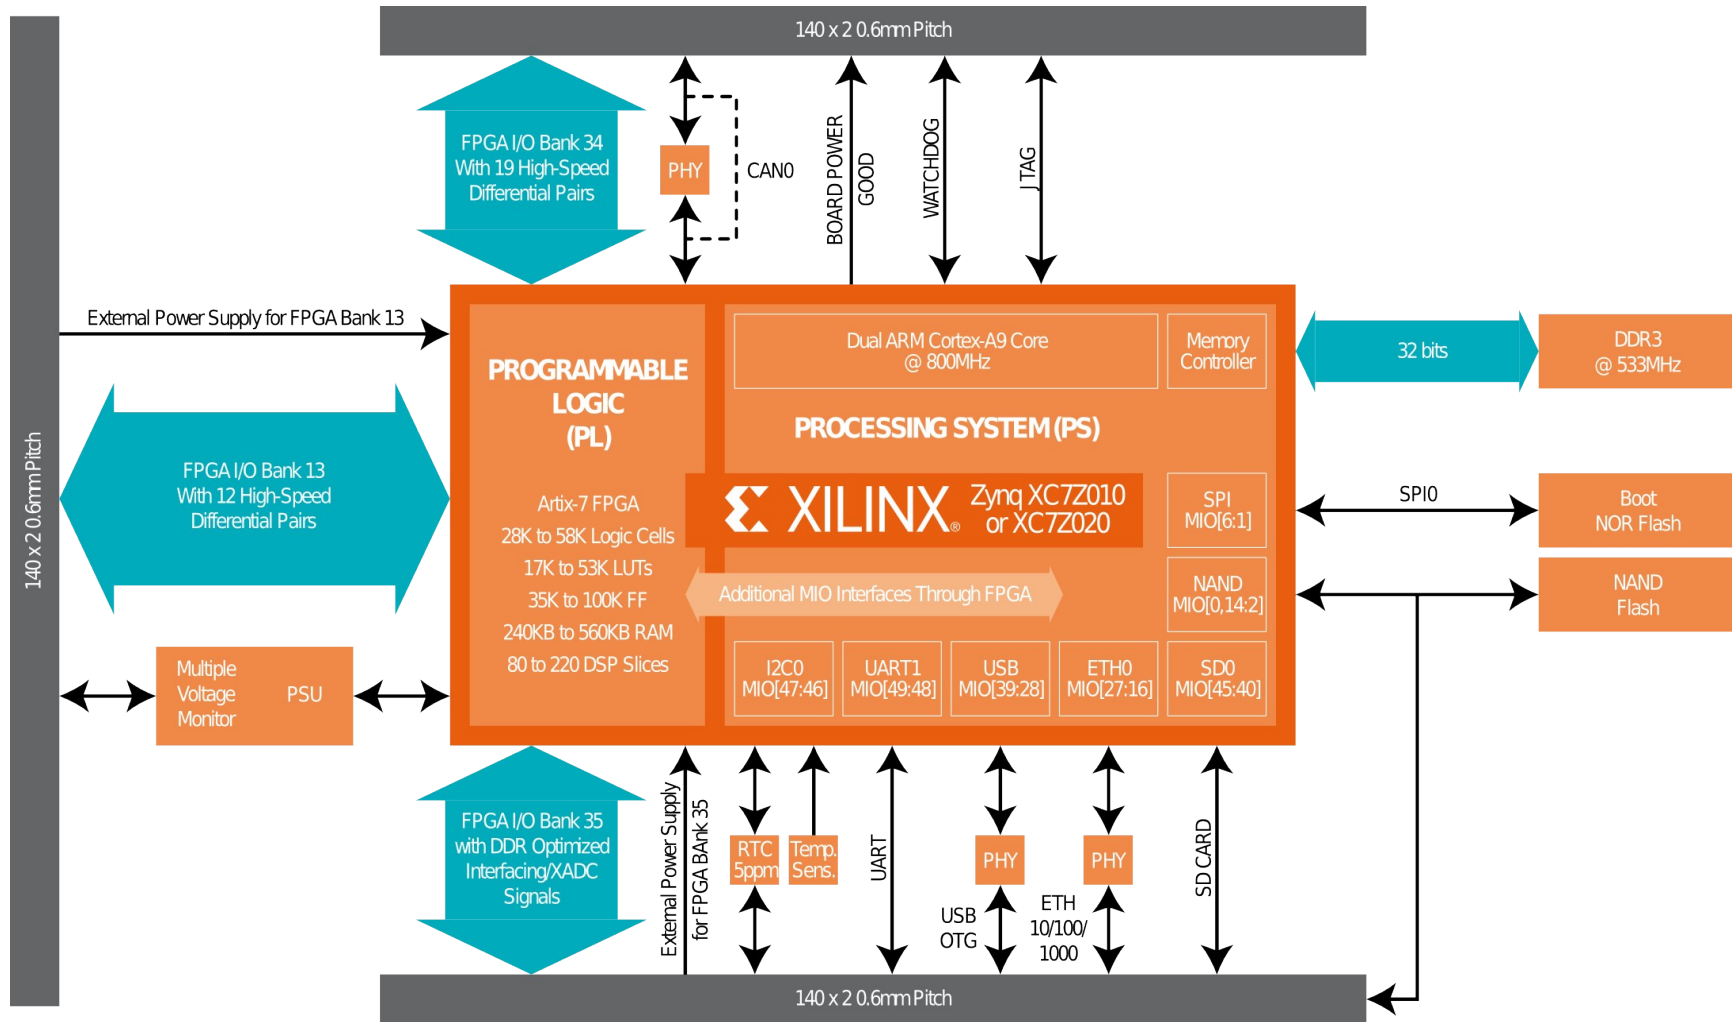 140 x 2 0.6mm Pitch
FPGA I/O Bank 34
With 19 High-Speed
Differential Pairs
PHY
CAN0
BOARD POWER
GOOD
WATCHDOG
JTAG
External Power Supply for FPGA Bank 13
140 x 2 0.6mm Pitch
FPGA I/O Bank 13
With 12 High-Speed
Differential Pairs
Multiple
Voltage
Monitor
PSU
PROGRAMMABLE
LOGIC
(PL)
Artix-7 FPGA
28K to 58K Logic Cells
17K to 53K LUTs
35K to 100K FF
240KB to 560KB RAM
80 to 220 DSP Slices
Dual ARM Cortex-A9 Core
@ 800MHz
Memory
Controller
PROCESSING SYSTEM (PS)
XILINX®
Zynq XC7Z010
or XC7Z020
SPI
MIO[6:1]
Additional MIO Interfaces Through FPGA
NAND
MIO[0,14:2]
I2C0
MIO[47:46]
UART1
MIO[49:48]
USB
MIO[39:28]
ETH0
MIO[27:16]
SD0
MIO[45:40]
32 bits
DDR3
@ 533MHz
SPI0
Boot
NOR Flash
NAND
Flash
FPGA I/O Bank 35
with DDR Optimized
Interfacing/XADC
Signals
External Power Supply
for FPGA BAnk 35
RTC
5ppm
Temp.
Sens.
UART
PHY
USB
OTG
PHY
ETH
10/100/
1000
SD CARD
140 x 2 0.6mm Pitch